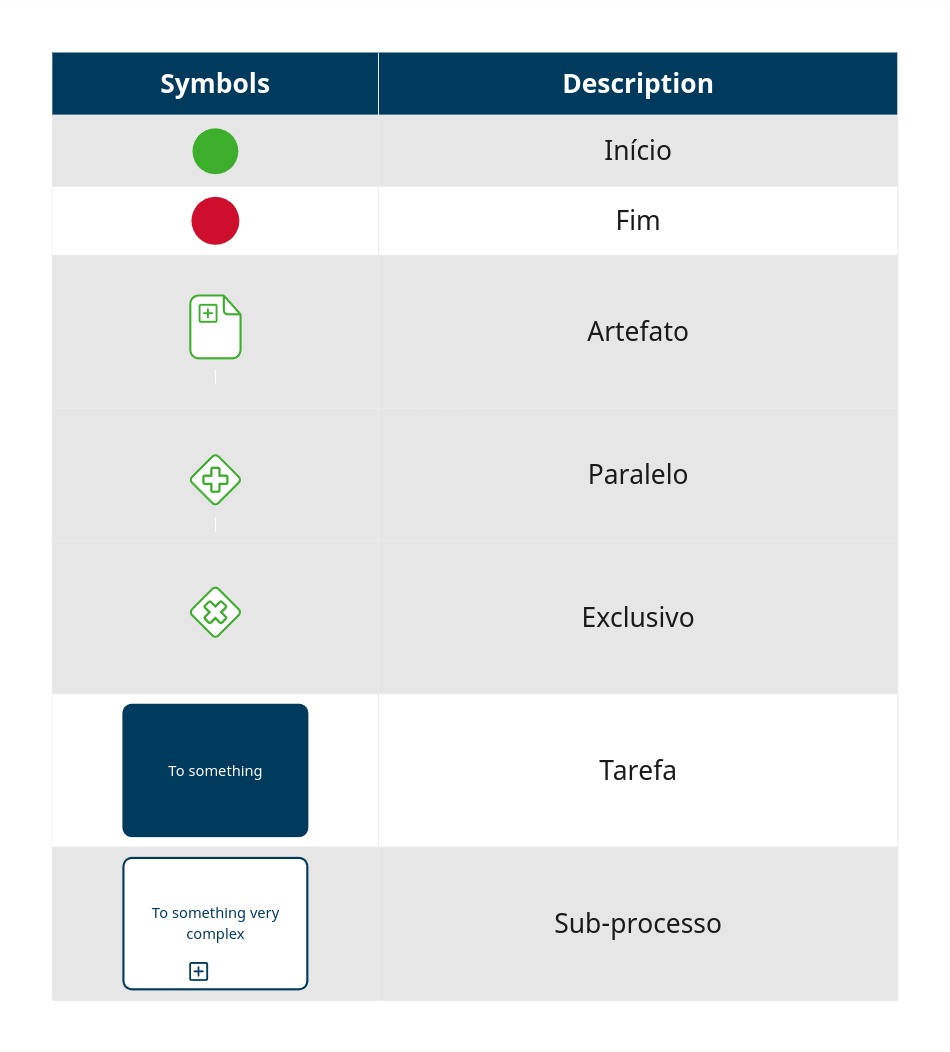 Symbols Description
Início
Fim
Artefato
Paralelo
Exclusivo
To something Tarefa
To something very
complex
Sub-processo